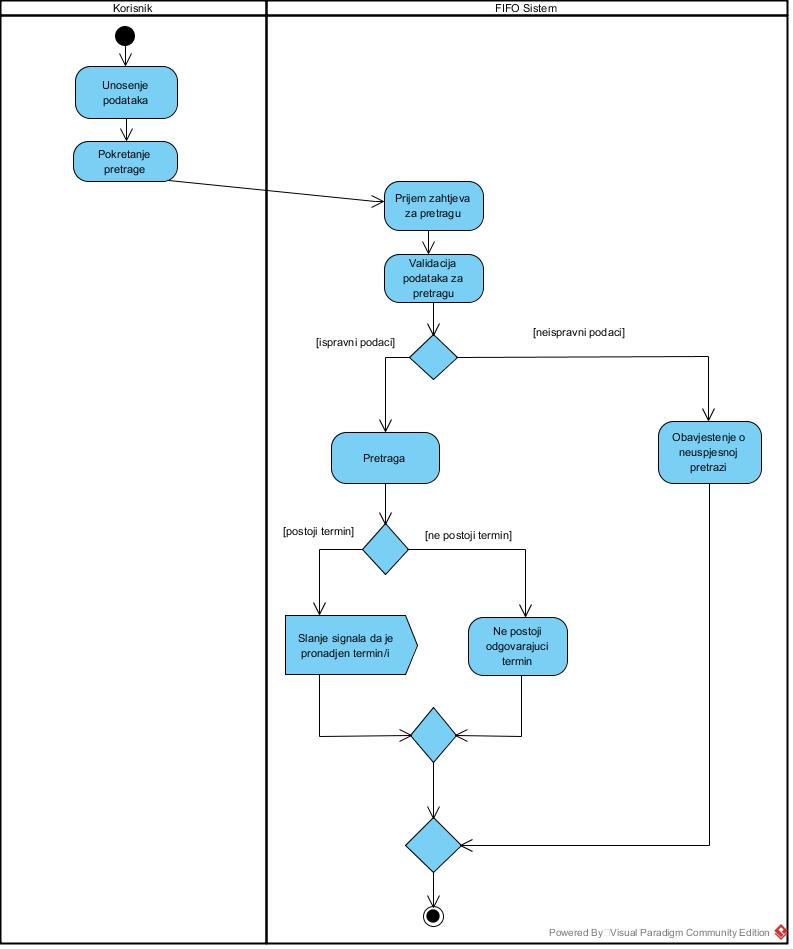 Korisnik
FIFO Sistem
Unosenje
podataka
Pokretanje
pretrage
Prijem zahtjeva
za pretragu
Validacija
podataka za
pretragu
[ispravni podaci]
[neispravni podaci]
Pretraga
Obavjestenje o
neuspjesnoj
pretrazi
[postoji termin]
[ne postoji termin]
Slanje signala da je
pronadjen termin/i
Ne postoji
odgovarajuci
termin
Powered By Visual Paradigm Community Edition